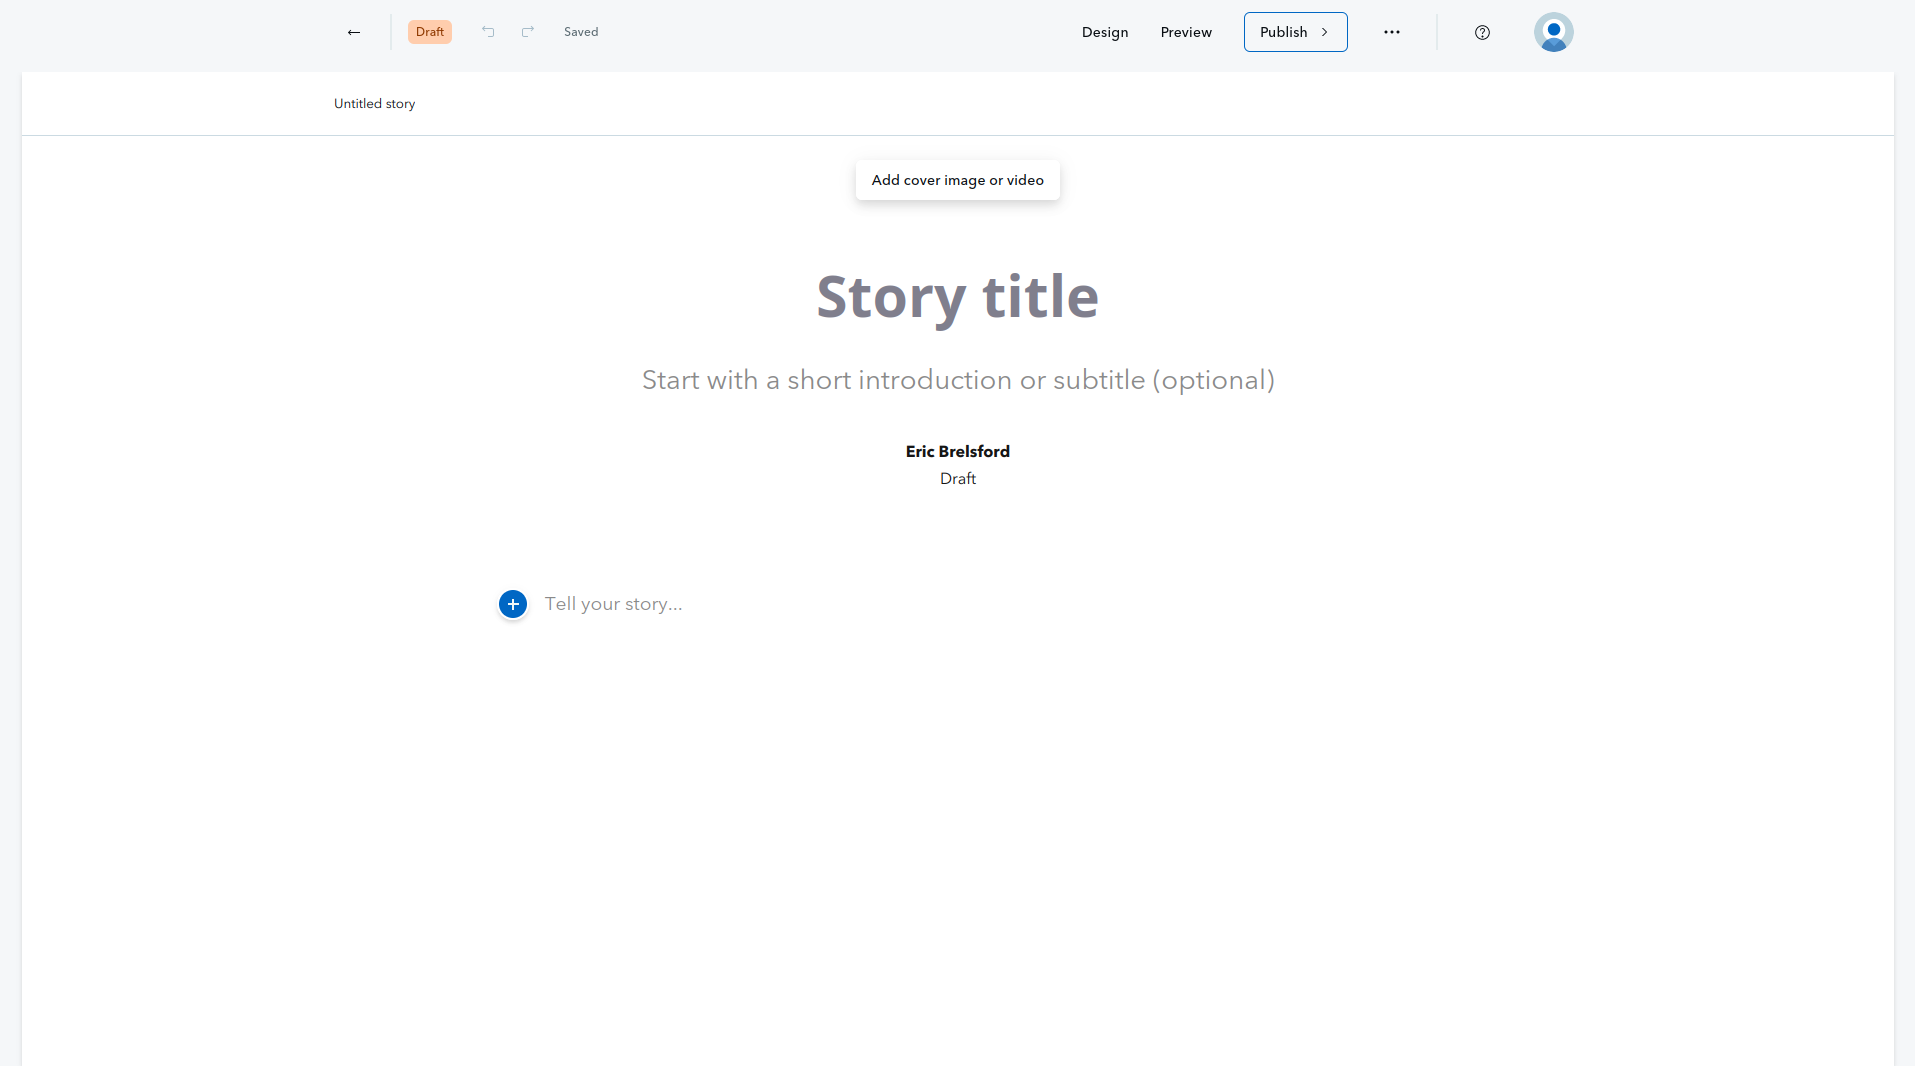 Draft
Saved
Design
Preview
Publish
Untitled story
Add cover image or video
Story title
Start with a short introduction or subtitle (optional)
Eric Brelsford
Draft
Tell your story...